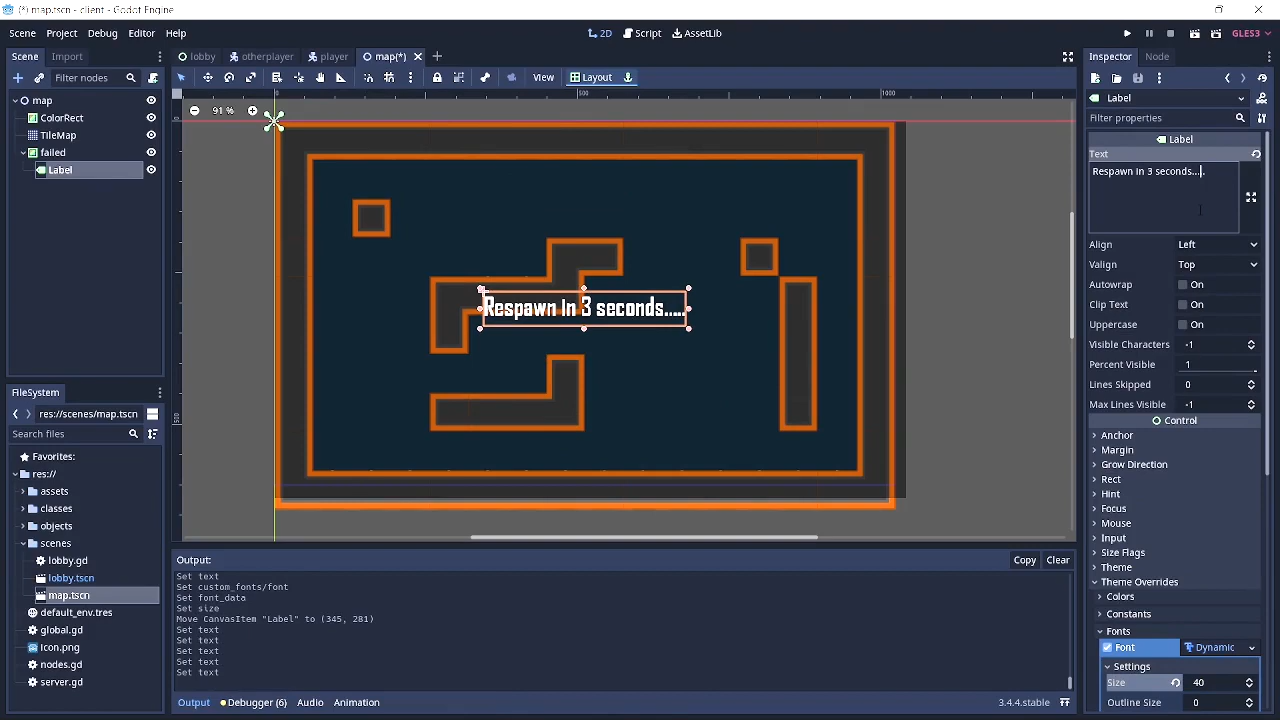 (*) map.tscn - client - Godot Engine
Scene Project Debug Editor Help
2D Script AssetLib
GLES3
Scene Import
lobby otherplayer player map(*)
Inspector Node
Filter nodes
View Layout
map
ColorRect
TileMap
failed
Label
91 %
0 500 1000
0
500
Respawn in 3 seconds.....
Label
Filter properties
Label
Text
Respawn in 3 seconds....
Align Left
Valign Top
Autowrap On
Clip Text On
Uppercase On
Visible Characters -1
Percent Visible 1
Lines Skipped 0
Max Lines Visible -1
Control
Anchor
Margin
Grow Direction
Rect
Hint
Focus
Mouse
Input
Size Flags
Theme
Theme Overrides
Colors
Constants
Fonts
Font Dynamic
Settings
Size 40
Outline Size 0
FileSystem
res://scenes/map.tscn
Search files
Favorites:
res://
assets
classes
objects
scenes
lobby.gd
lobby.tscn
map.tscn
default_env.tres
global.gd
icon.png
nodes.gd
server.gd
Output:
Copy Clear
Set text
Set custom_fonts/font
Set font_data
Set size
Move CanvasItem "Label" to (345, 281)
Set text
Set text
Set text
Set text
Set text
Output Debugger (6) Audio Animation
3.4.4.stable